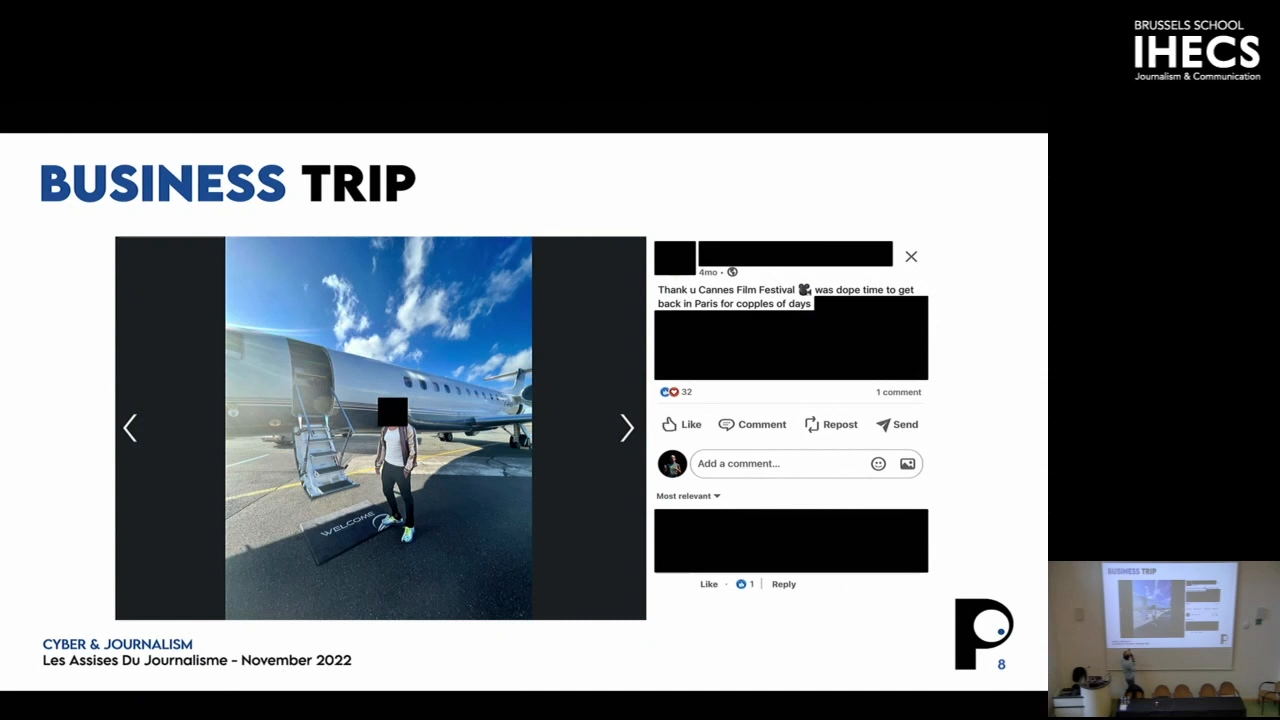 BRUSSELS SCHOOL
IHECS
Journalism & Communication
BUSINESS TRIP
4mo •
Thank u Cannes Film Festival 🎥 was dope time to get
back in Paris for copples of days
32
1 comment
Like
Comment
Repost
Send
Add a comment...
Most relevant
WELCOME
Like · 1 | Reply
CYBER & JOURNALISM
Les Assises Du Journalisme - November 2022
P
8
BUSINESS TRIP